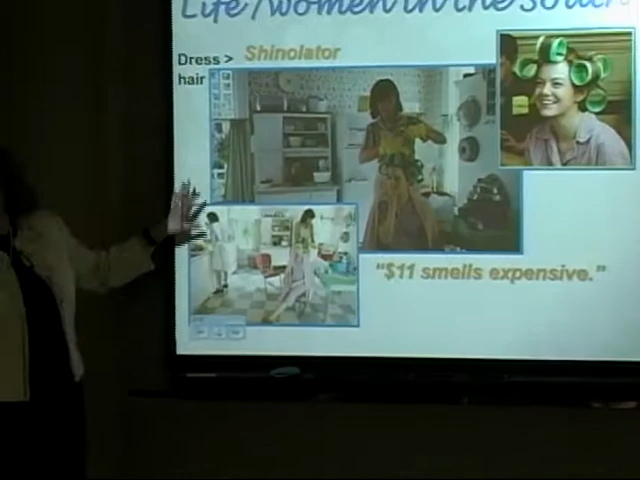 Life/women in the south
Dress > Shinolator
hair
"$11 smells expensive."